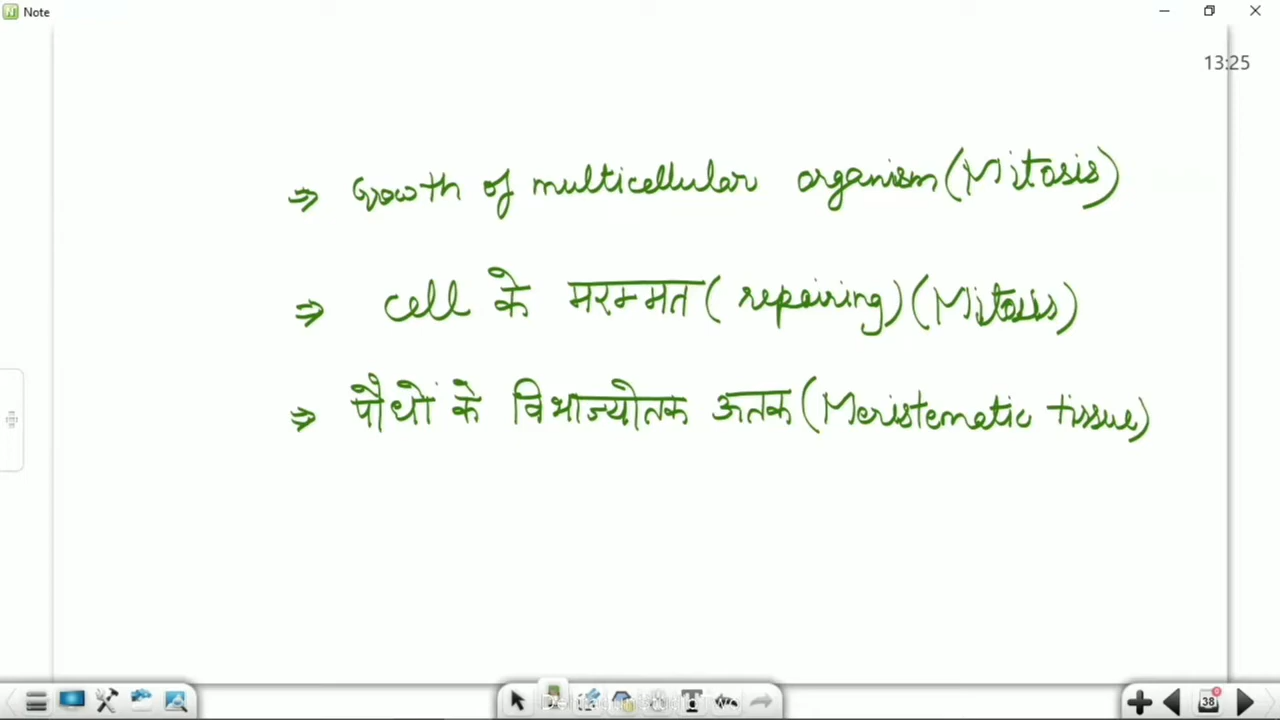 Note
13:25
⇒ Growth of multicellular organism (Mitosis)
⇒ cell के मरम्मत (repairing) (Mitosis)
⇒ पौधों के विभाज्योतक ऊतक (Meristematic tissue)
38